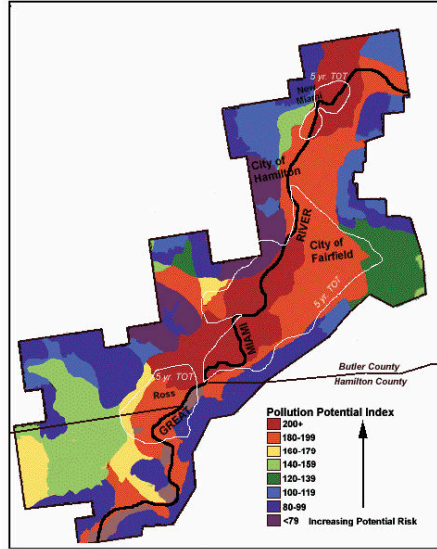 5 yr. TOT
New
Miami
City of
Hamilton
RIVER
City of
Fairfield
5 yr. TOT
MIAMI
5 yr. TOT
Butler County
Hamilton County
Ross
GREAT
Pollution Potential Index
200+
180-199
160-179
140-159
120-139
100-119
80-99
<79
Increasing Potential Risk